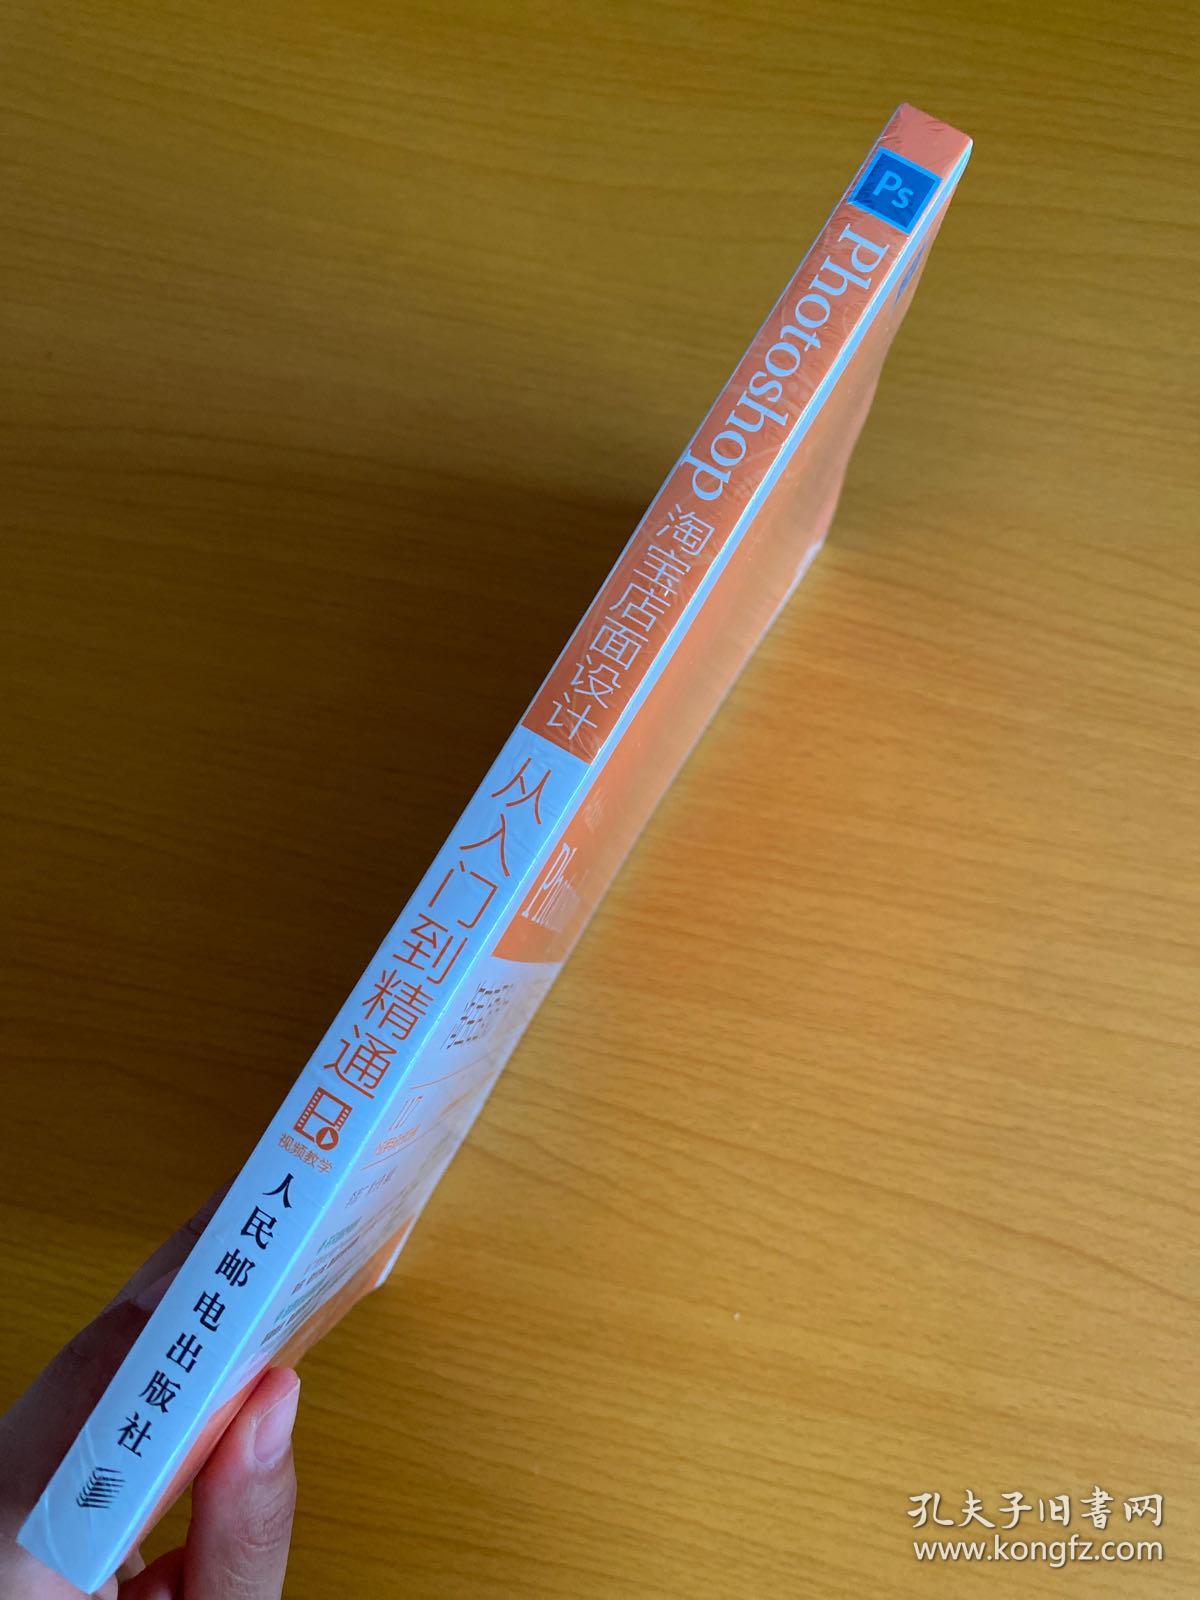 Ps
Photoshop 淘宝店面设计
从入门到精通
视频教学
人民邮电出版社
117
孔夫子旧書网
www.kongfz.com